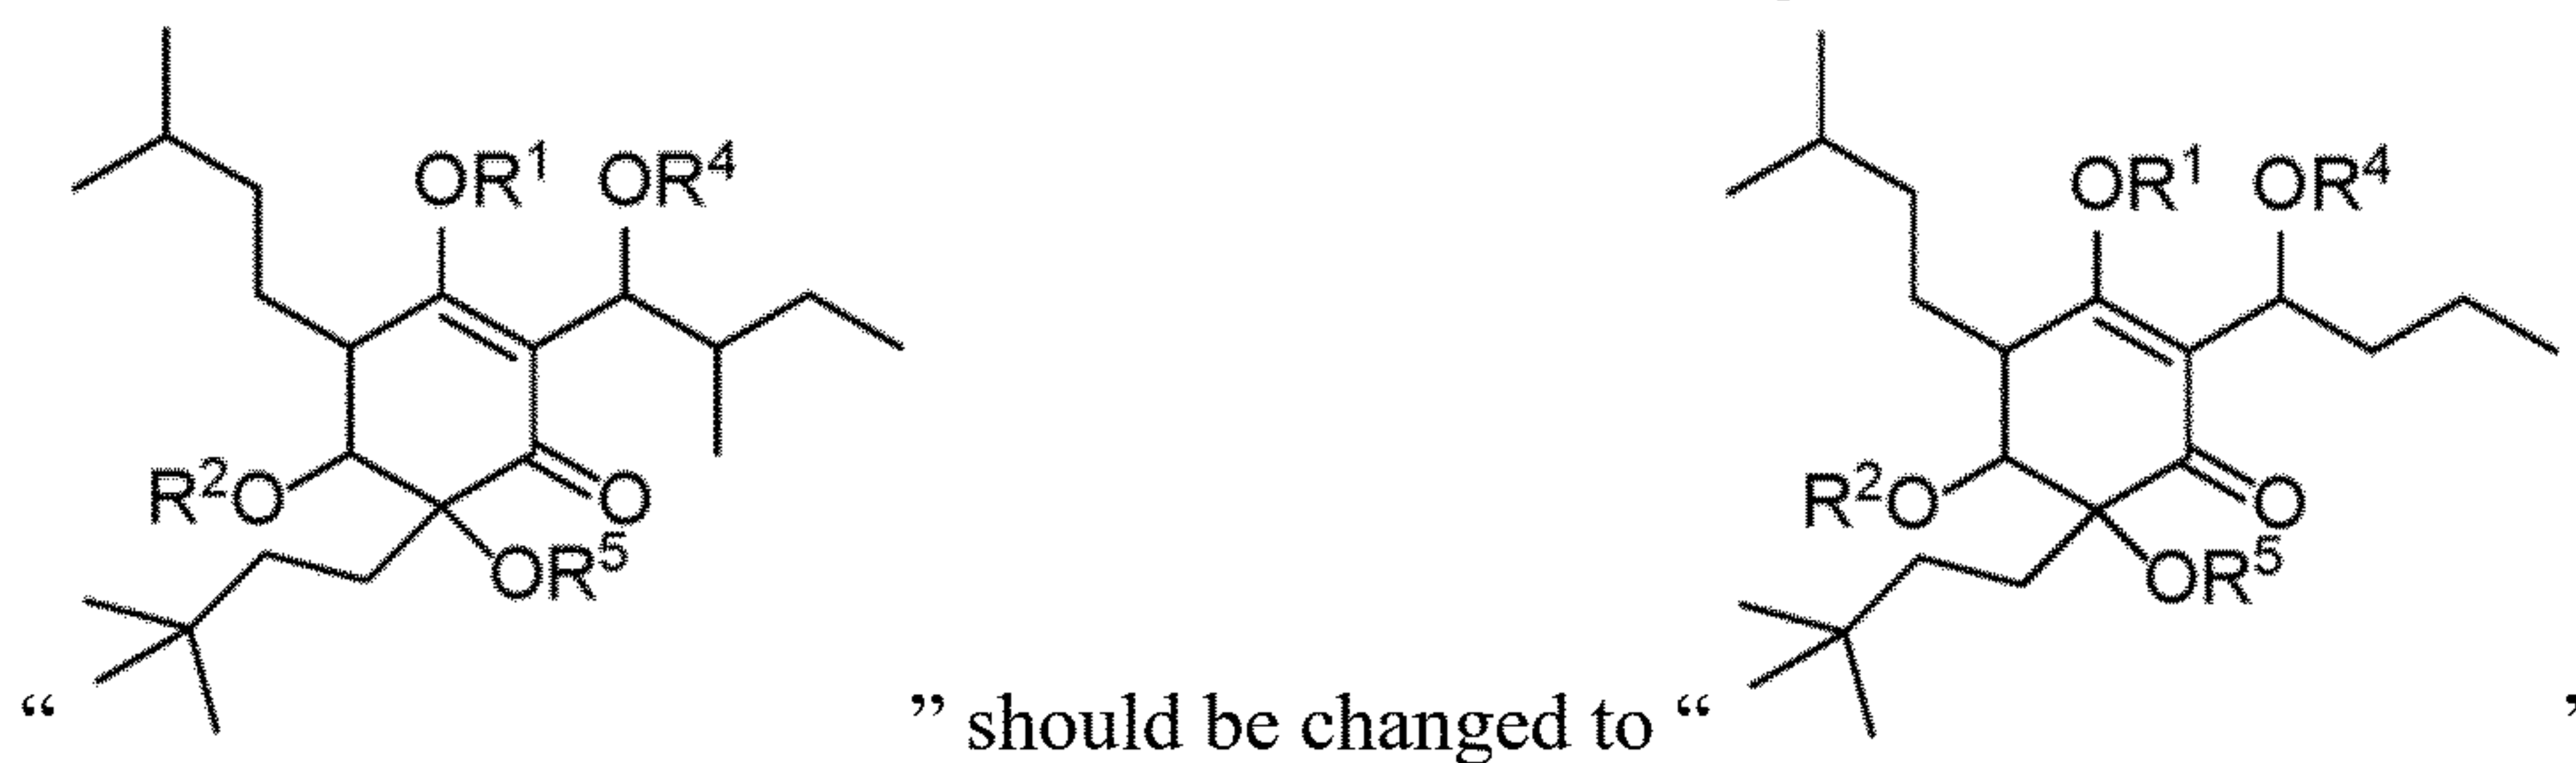 OR¹ OR⁴ OR¹ OR⁴
R²O O R²O O
OR⁵ OR⁵
“ ” should be changed to “ ”